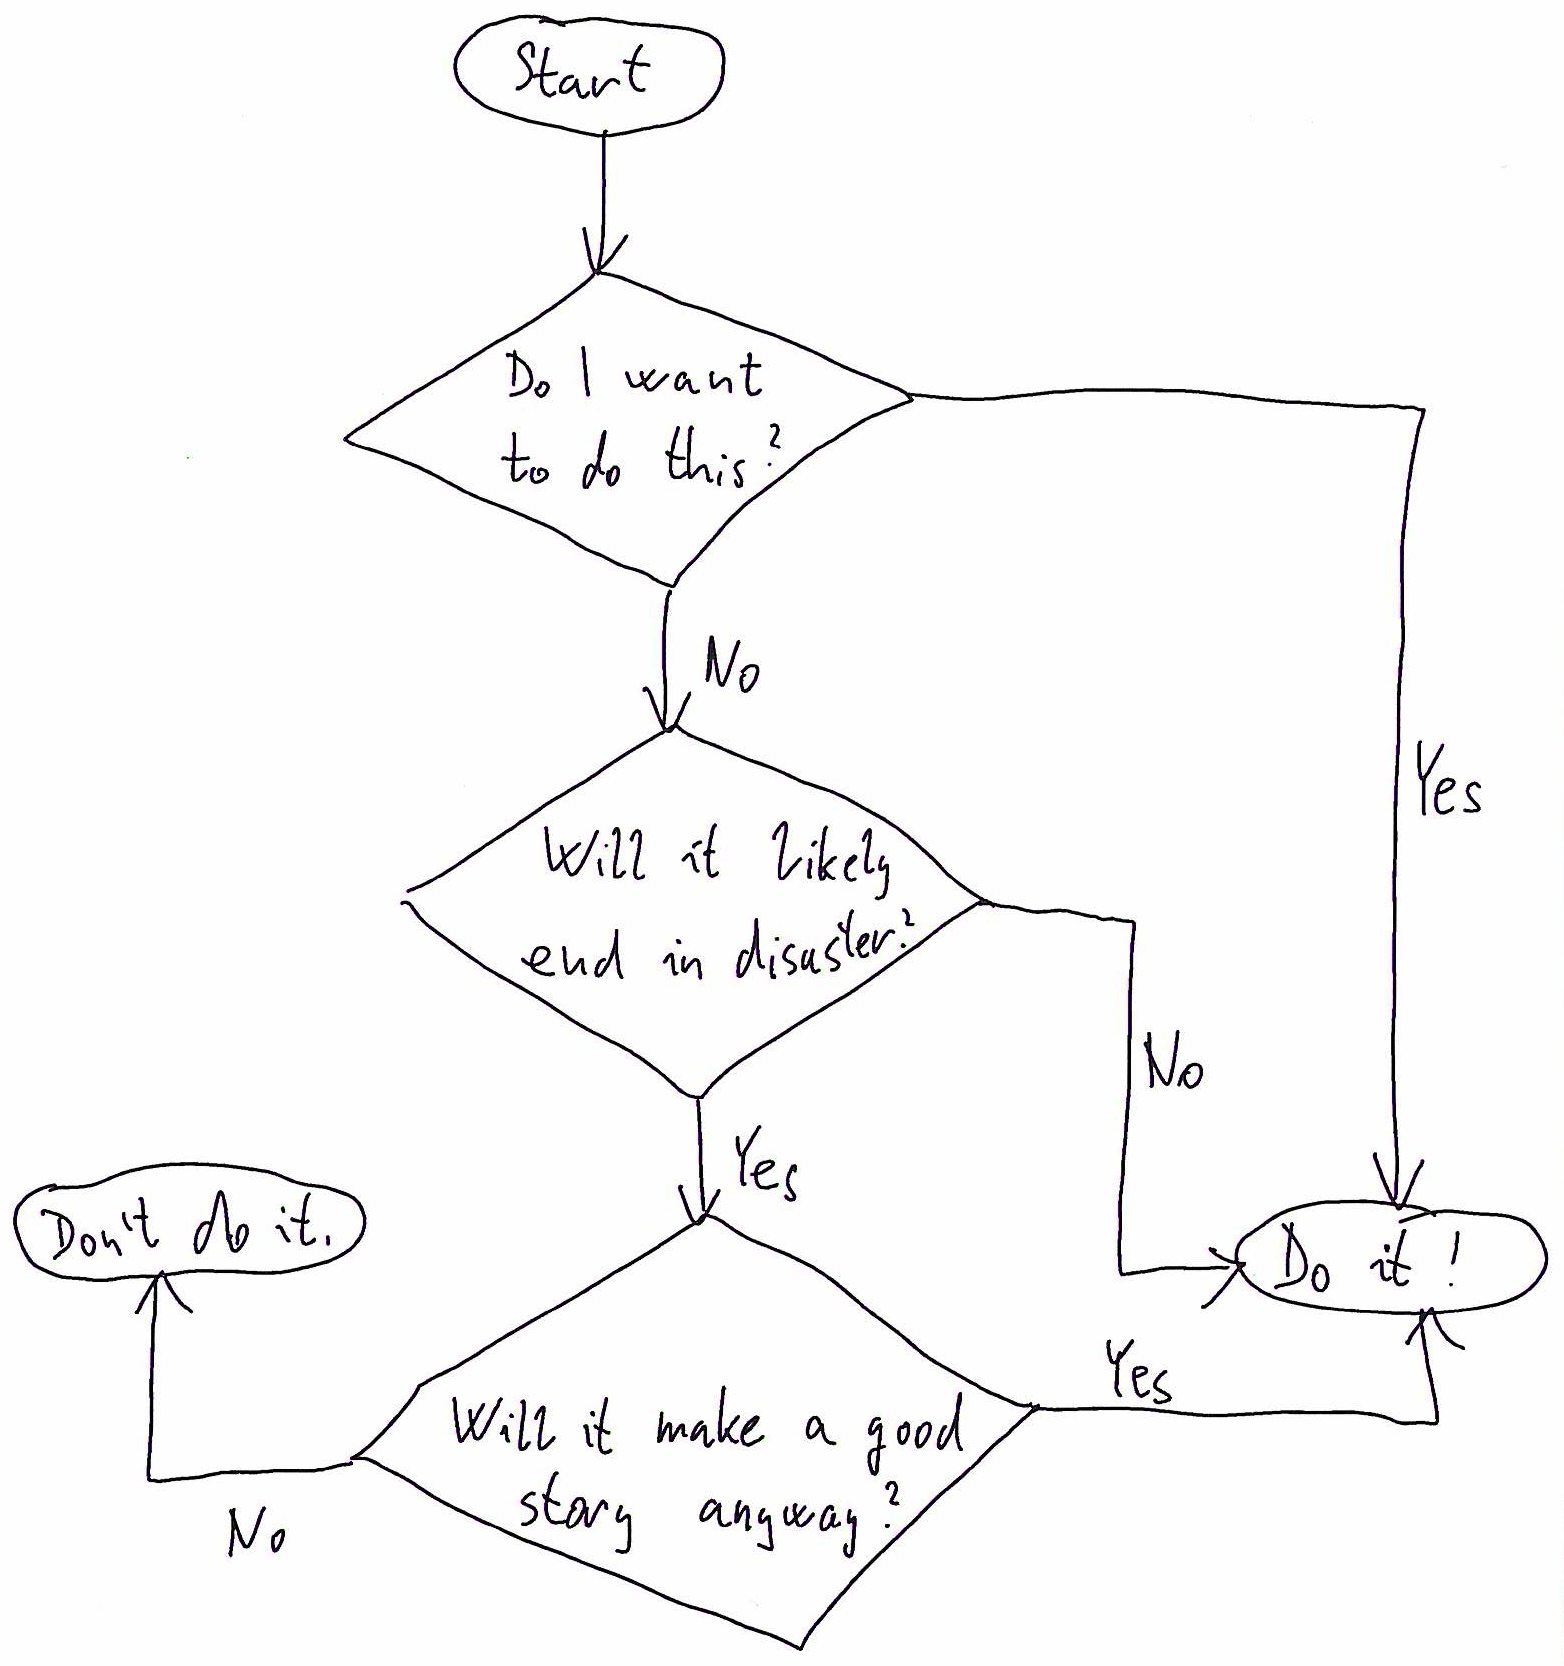 Start
Do I want
to do this?
No
Yes
Will it likely
end in disaster?
No
Yes
Don't do it.
Do it!
Will it make a good
story anyway?
Yes
No